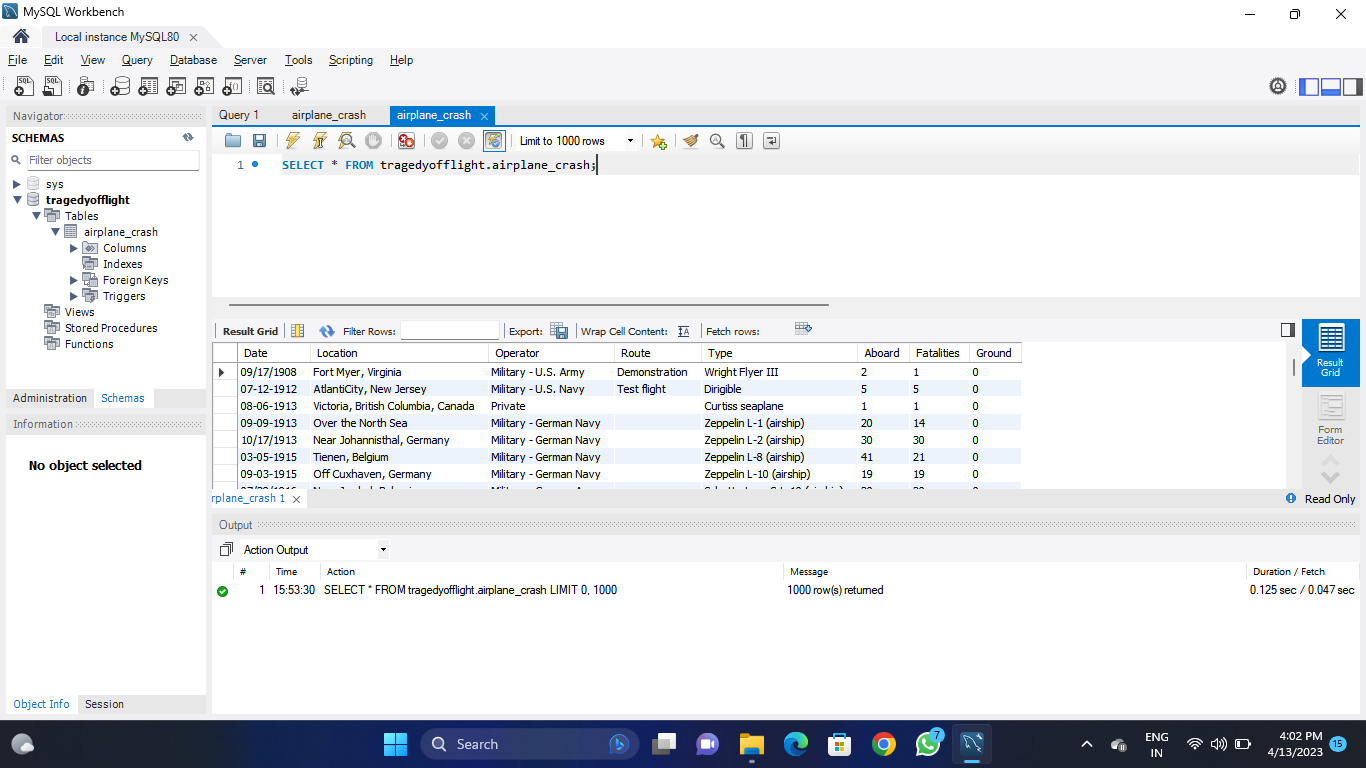 MySQL Workbench
Local instance MySQL80
File Edit View Query Database Server Tools Scripting Help
Navigator
SCHEMAS
Filter objects
sys
tragedyofflight
Tables
airplane_crash
Columns
Indexes
Foreign Keys
Triggers
Views
Stored Procedures
Functions
Administration Schemas
Information
No object selected
Object Info Session
Query 1 airplane_crash airplane_crash
Limit to 1000 rows
1 SELECT * FROM tragedyofflight.airplane_crash;
Result Grid Filter Rows: Export: Wrap Cell Content: Fetch rows:
Date Location Operator Route Type Aboard Fatalities Ground
09/17/1908 Fort Myer, Virginia Military - U.S. Army Demonstration Wright Flyer III 2 1 0
07-12-1912 AtlantiCity, New Jersey Military - U.S. Navy Test flight Dirigible 5 5 0
08-06-1913 Victoria, British Columbia, Canada Private Curtiss seaplane 1 1 0
09-09-1913 Over the North Sea Military - German Navy Zeppelin L-1 (airship) 20 14 0
10/17/1913 Near Johannisthal, Germany Military - German Navy Zeppelin L-2 (airship) 30 30 0
03-05-1915 Tienen, Belgium Military - German Navy Zeppelin L-8 (airship) 41 21 0
09-03-1915 Off Cuxhaven, Germany Military - German Navy Zeppelin L-10 (airship) 19 19 0
Result
Grid
Form
Editor
rplane_crash 1
Read Only
Output
Action Output
# Time Action Message Duration / Fetch
1 15:53:30 SELECT * FROM tragedyofflight.airplane_crash LIMIT 0, 1000 1000 row(s) returned 0.125 sec / 0.047 sec
Search
7
ENG
IN
4:02 PM
4/13/2023
15